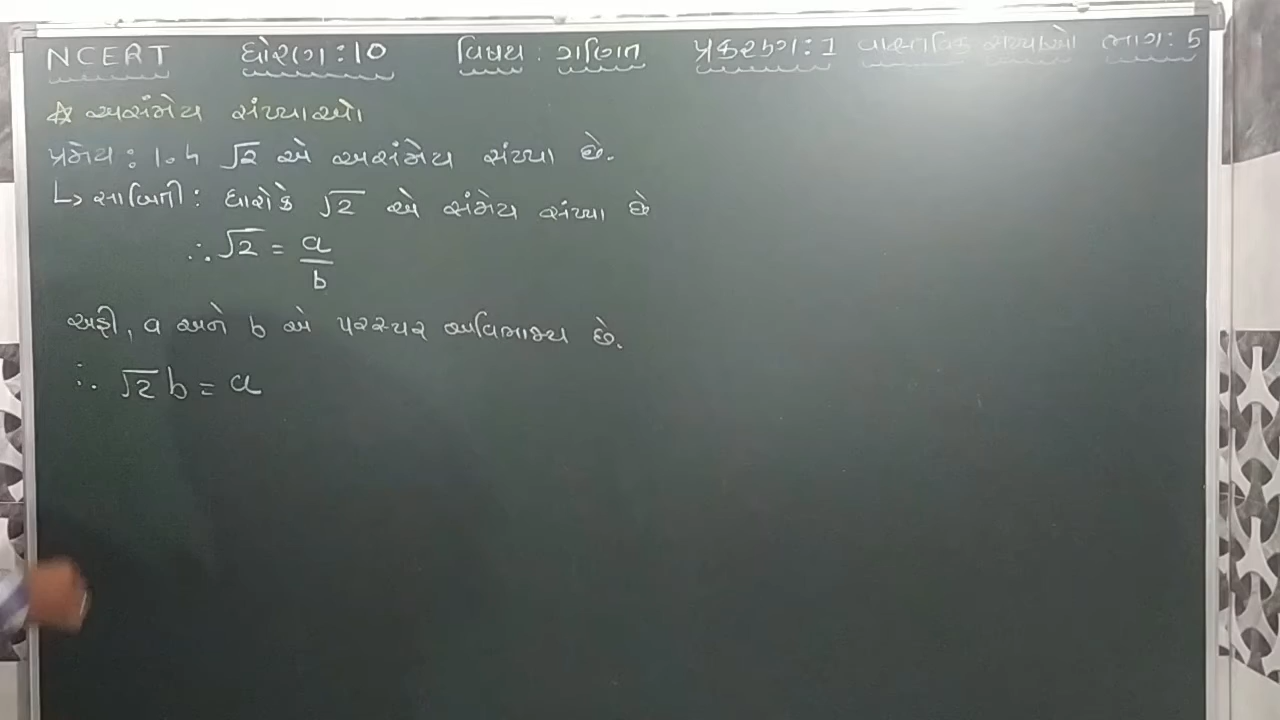 NCERT ધોરણ : 10 વિષય : ગણિત પ્રકરણ : 1 વાસ્તવિક સંખ્યાઓ ભાગ : 5
☆ અસંમેય સંખ્યાઓ
પ્રમેય : 1.5 √2 એ અસંમેય સંખ્યા છે.
↳ સાબિતી : ધારોકે √2 એ સંમેય સંખ્યા છે
∴ √2 = a/b
અહી, a અને b એ પરસ્પર અવિભાજ્ય છે.
∴ √2 b = a